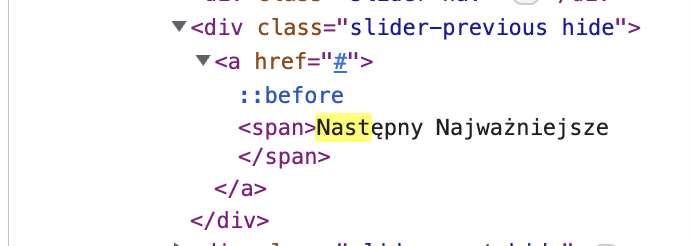 <div class="slider-previous hide">
<a href="#">
::before
<span>Następny Najważniejsze
</span>
</a>
</div>